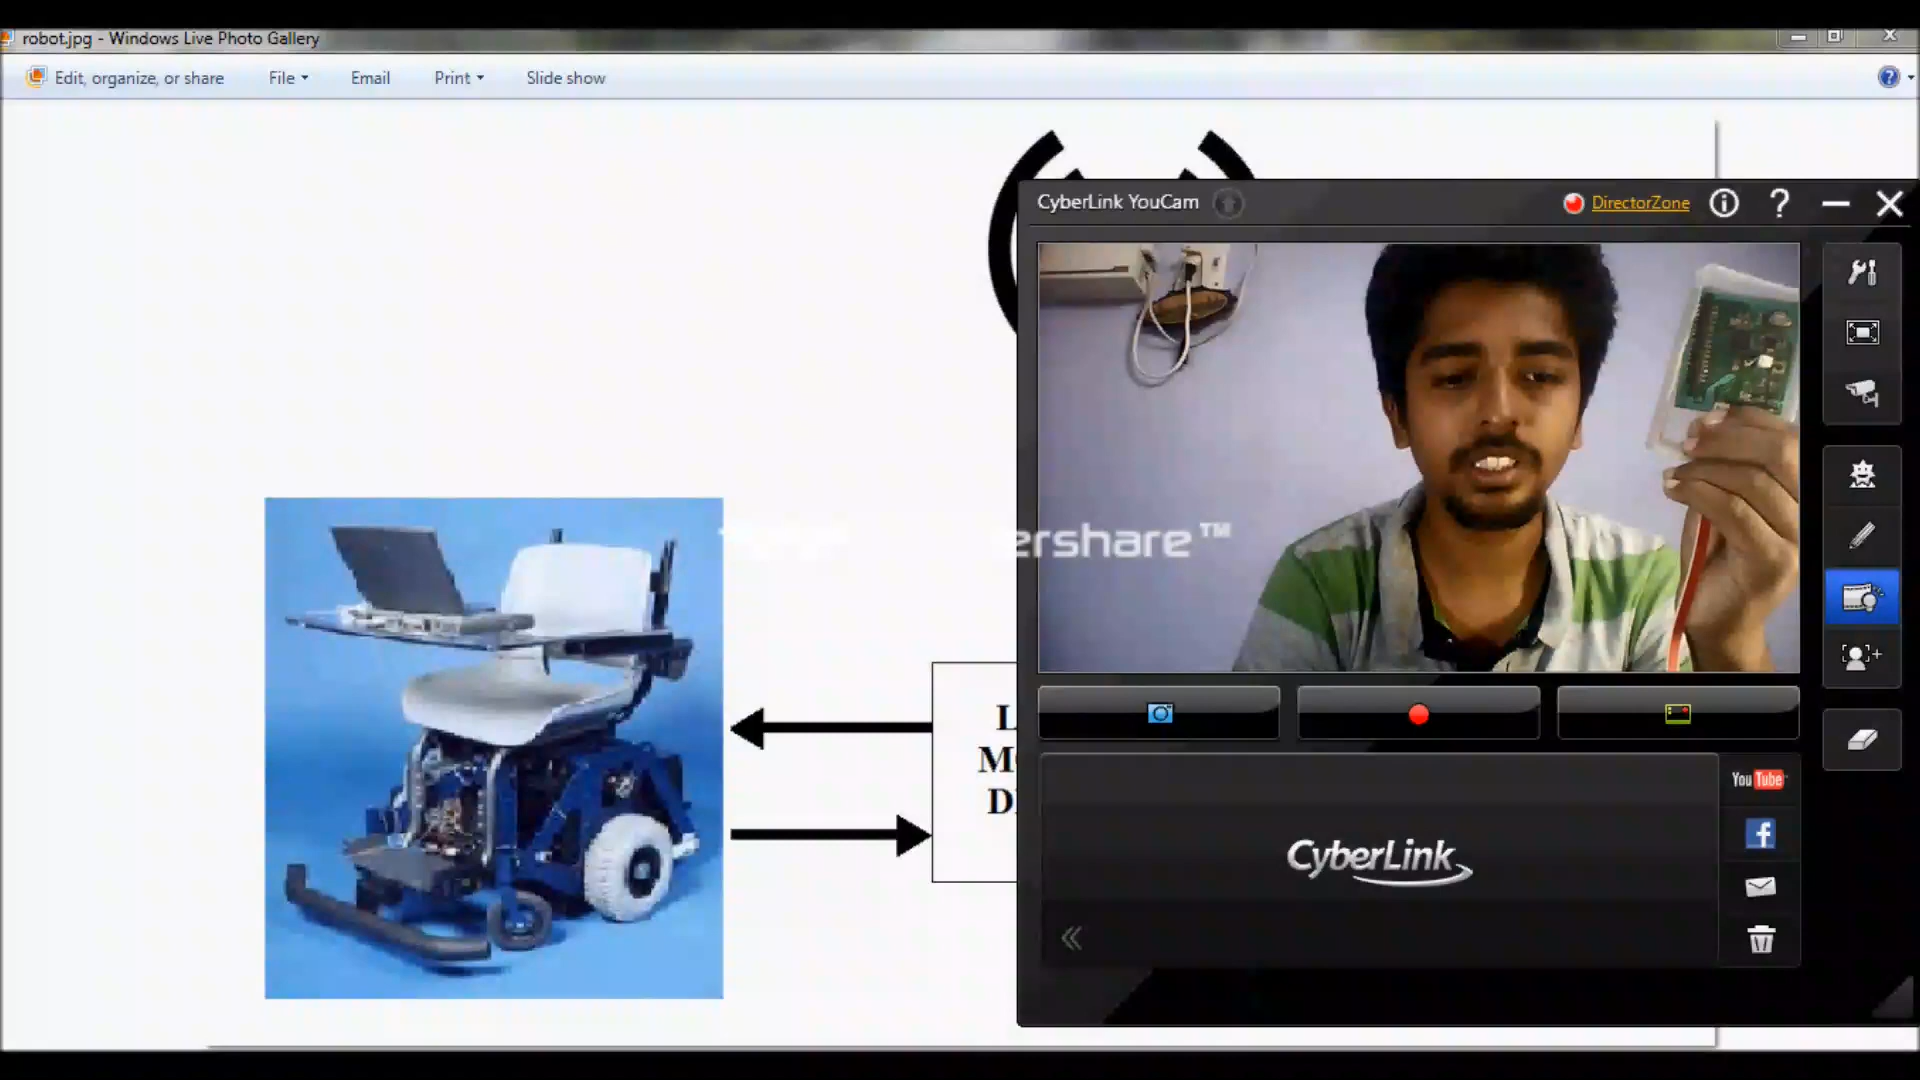 robot.jpg - Windows Live Photo Gallery
Edit, organize, or share File Email Print Slide show
CyberLink YouCam
DirectorZone
ershare™
L
M
D
You Tube
CyberLink